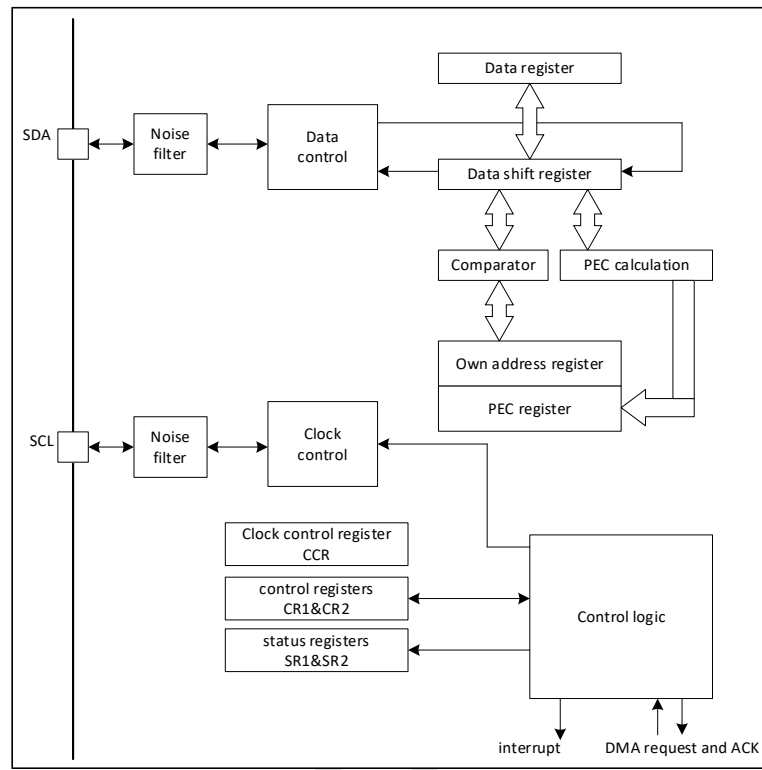 Data register
SDA
Noise
filter
Data
control
Data shift register
Comparator
PEC calculation
Own address register
PEC register
SCL
Noise
filter
Clock
control
Clock control register
CCR
control registers
CR1&CR2
Control logic
status registers
SR1&SR2
interrupt
DMA request and ACK